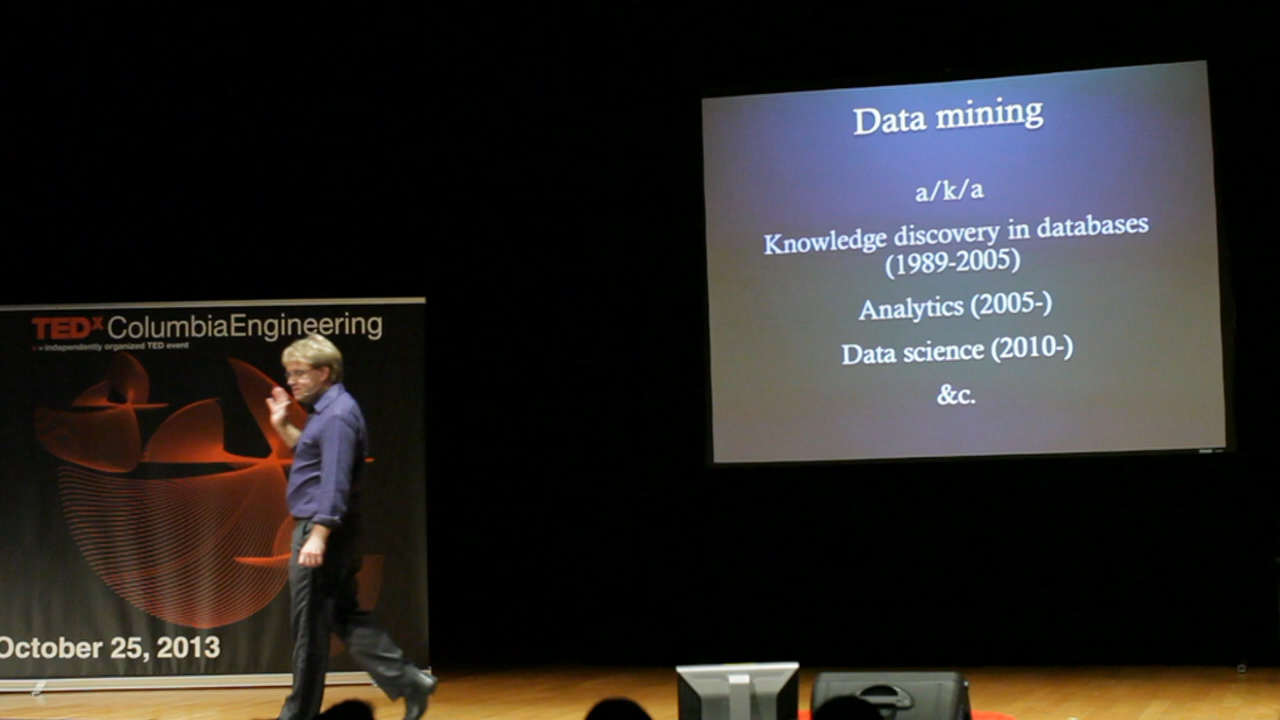 TEDx ColumbiaEngineering
x = independently organized TED event
October 25, 2013
Data mining
a/k/a
Knowledge discovery in databases
(1989-2005)
Analytics (2005-)
Data science (2010-)
&c.